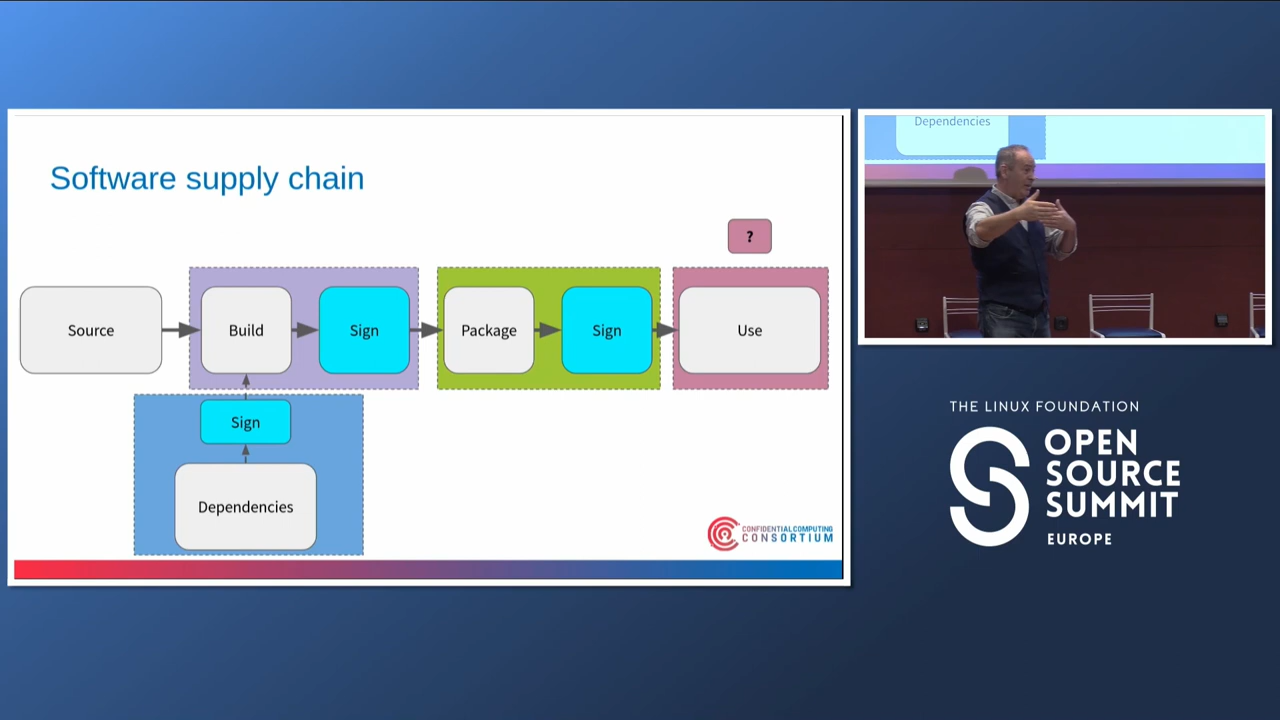 Software supply chain
?
Source
Build
Sign
Package
Sign
Use
Sign
Dependencies
CONFIDENTIAL COMPUTING
CONSORTIUM
Dependencies
THE LINUX FOUNDATION
OPEN
SOURCE
SUMMIT
EUROPE